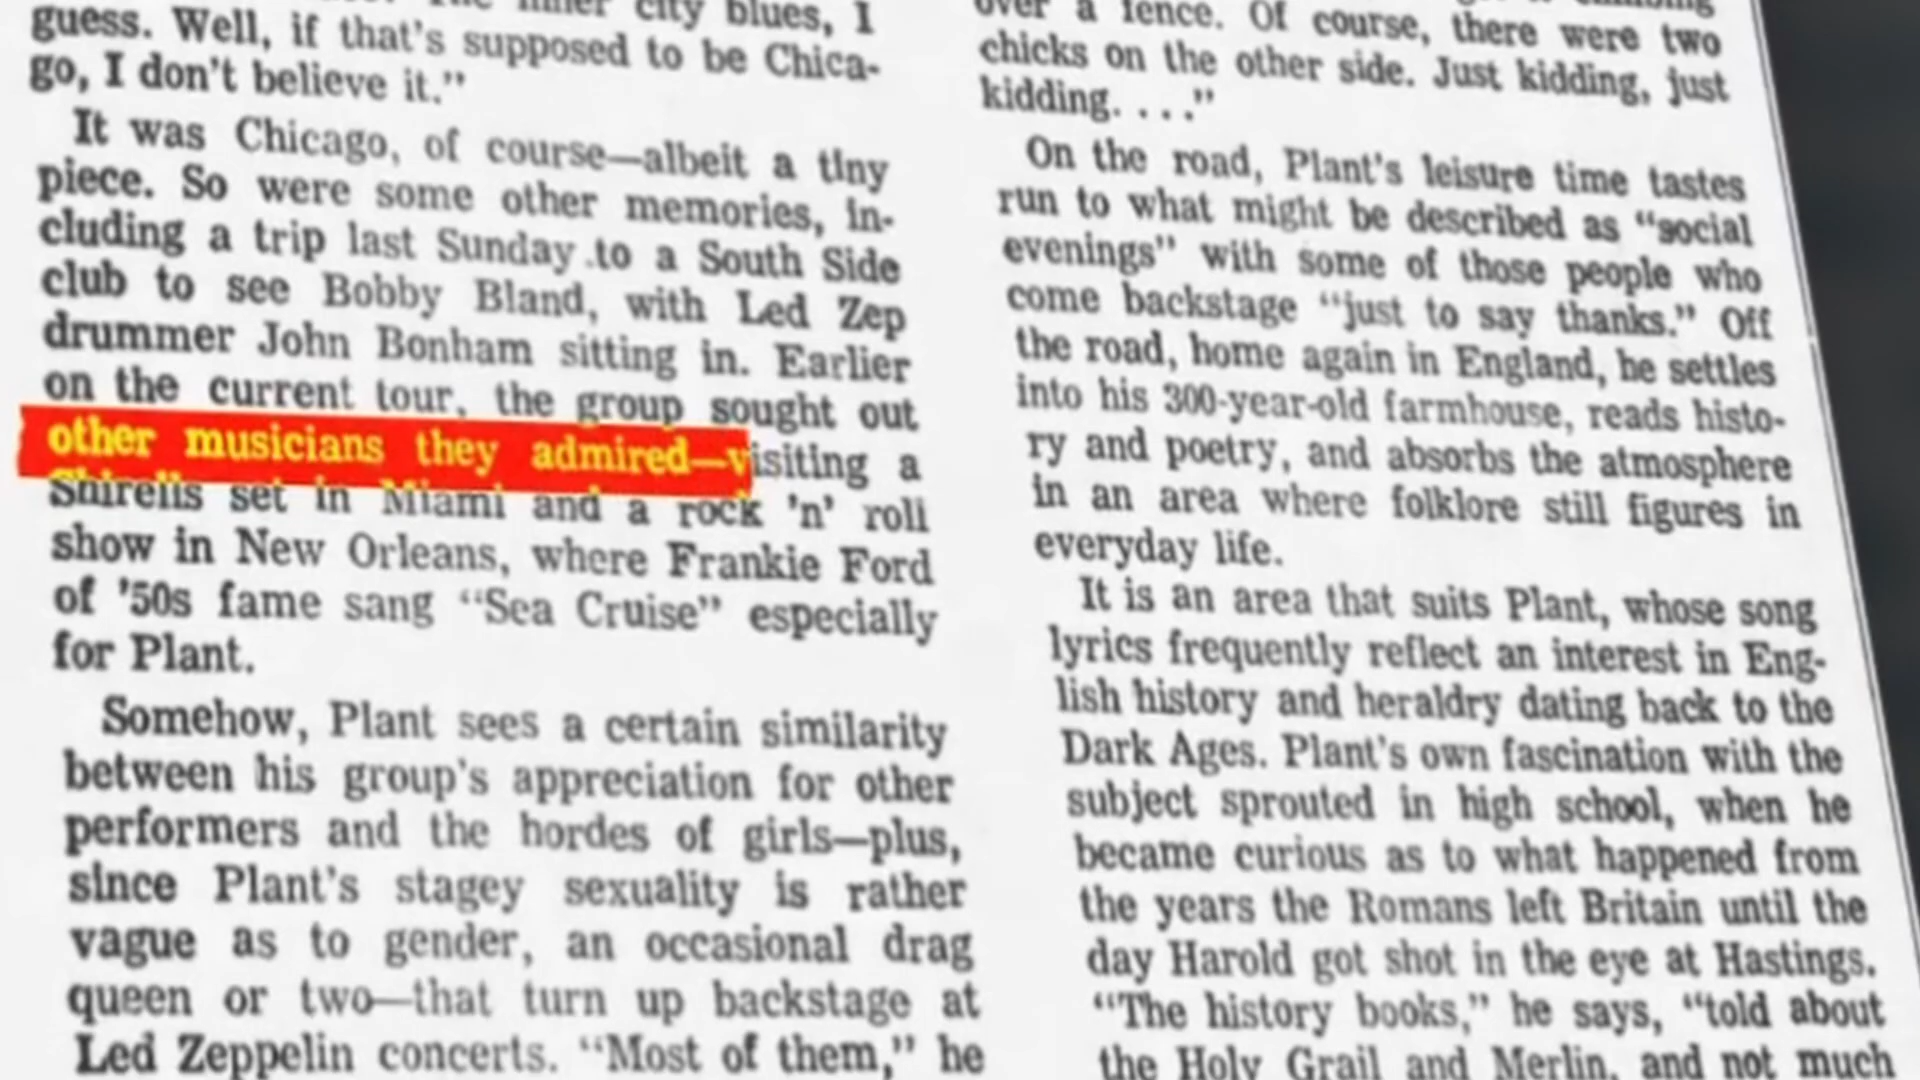 inner city blues, I
guess. Well, if that's supposed to be Chica-
go, I don't believe it."
It was Chicago, of course—albeit a tiny
piece. So were some other memories, in-
cluding a trip last Sunday to a South Side
club to see Bobby Bland, with Led Zep
drummer John Bonham sitting in. Earlier
on the current tour, the group sought out
other musicians they admired—visiting a
Shirells set in Miami and a rock 'n' roll
show in New Orleans, where Frankie Ford
of '50s fame sang "Sea Cruise" especially
for Plant.
Somehow, Plant sees a certain similarity
between his group's appreciation for other
performers and the hordes of girls—plus,
since Plant's stagey sexuality is rather
vague as to gender, an occasional drag
queen or two—that turn up backstage at
Led Zeppelin concerts. "Most of them," he
over a fence. Of course, there were two
chicks on the other side. Just kidding, just
kidding. . . ."
On the road, Plant's leisure time tastes
run to what might be described as "social
evenings" with some of those people who
come backstage "just to say thanks." Off
the road, home again in England, he settles
into his 300-year-old farmhouse, reads histo-
ry and poetry, and absorbs the atmosphere
in an area where folklore still figures in
everyday life.
It is an area that suits Plant, whose song
lyrics frequently reflect an interest in Eng-
lish history and heraldry dating back to the
Dark Ages. Plant's own fascination with the
subject sprouted in high school, when he
became curious as to what happened from
the years the Romans left Britain until the
day Harold got shot in the eye at Hastings.
"The history books," he says, "told about
the Holy Grail and Merlin, and not much